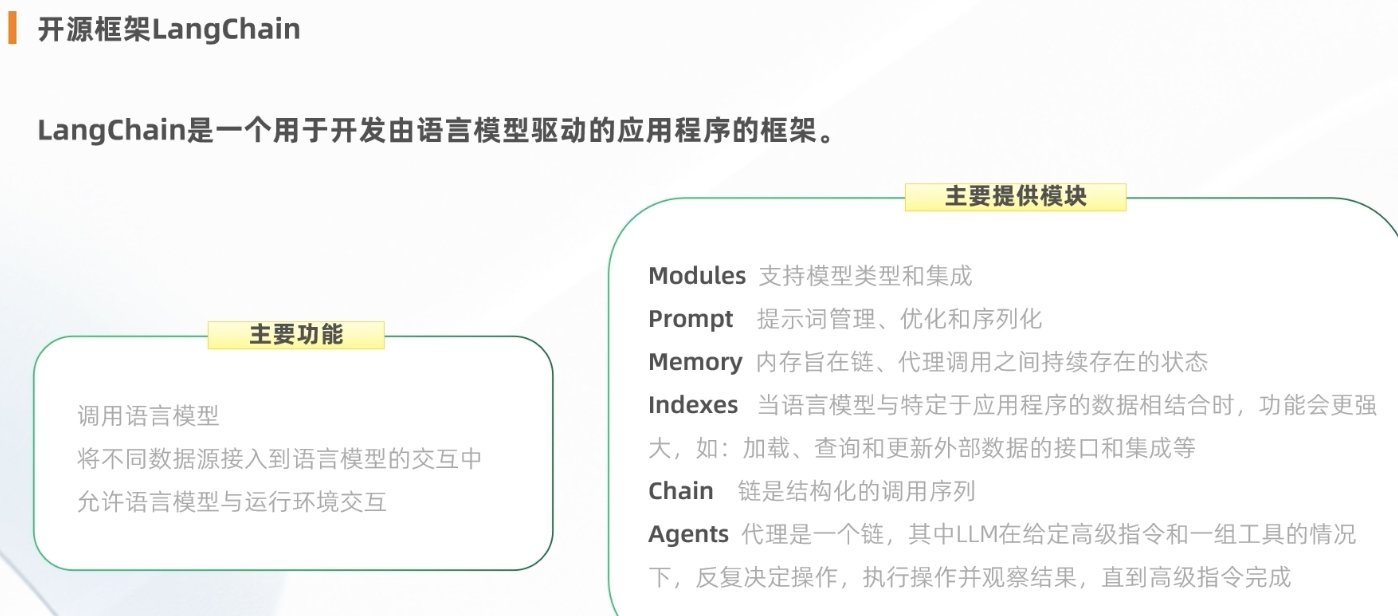 开源框架LangChain
LangChain是一个用于开发由语言模型驱动的应用程序的框架。
主要功能
调用语言模型
将不同数据源接入到语言模型的交互中
允许语言模型与运行环境交互
主要提供模块
Modules 支持模型类型和集成
Prompt 提示词管理、优化和序列化
Memory 内存旨在链、代理调用之间持续存在的状态
Indexes 当语言模型与特定于应用程序的数据相结合时，功能会更强
大，如：加载、查询和更新外部数据的接口和集成等
Chain 链是结构化的调用序列
Agents 代理是一个链，其中LLM在给定高级指令和一组工具的情况
下，反复决定操作，执行操作并观察结果，直到高级指令完成